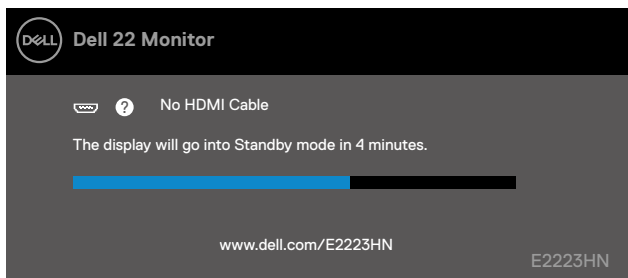 DELL
Dell 22 Monitor
? No HDMI Cable
The display will go into Standby mode in 4 minutes.
www.dell.com/E2223HN
E2223HN